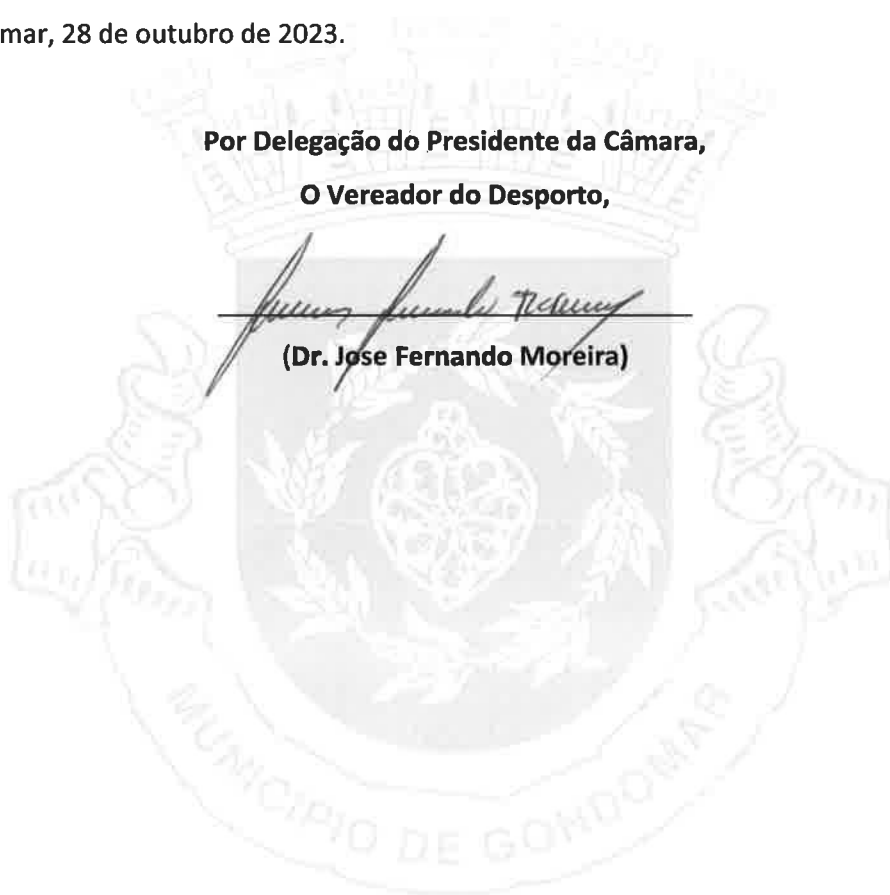 mar, 28 de outubro de 2023.
Por Delegação do Presidente da Câmara,
O Vereador do Desporto,
(Dr. Jose Fernando Moreira)
MUNICÍPIO DE GONDOMAR